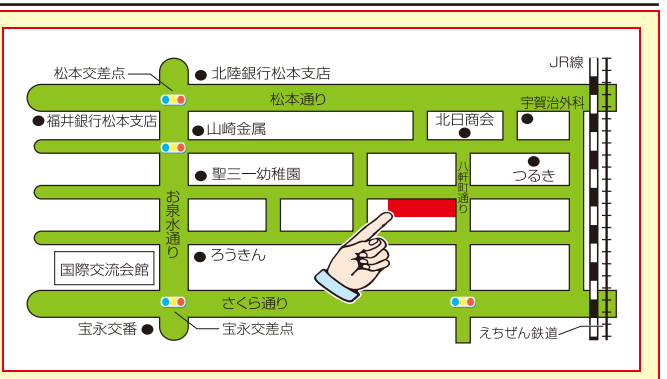 JR線
松本交差点
北陸銀行松本支店
松本通り
宇賀治外科
福井銀行松本支店
山崎金属
北日商会
聖三一幼稚園
八軒町通り
つるき
お泉水通り
ろうきん
国際交流会館
さくら通り
宝永交番
宝永交差点
えちぜん鉄道